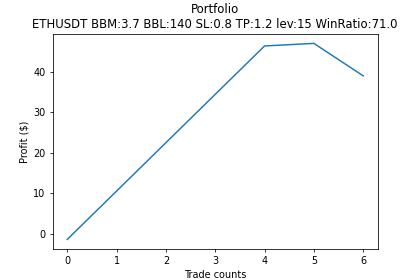 Portfolio
ETHUSDT BBM:3.7 BBL:140 SL:0.8 TP:1.2 lev:15 WinRatio:71.0
40
30
20
10
0
Profit ($)
0 1 2 3 4 5 6
Trade counts